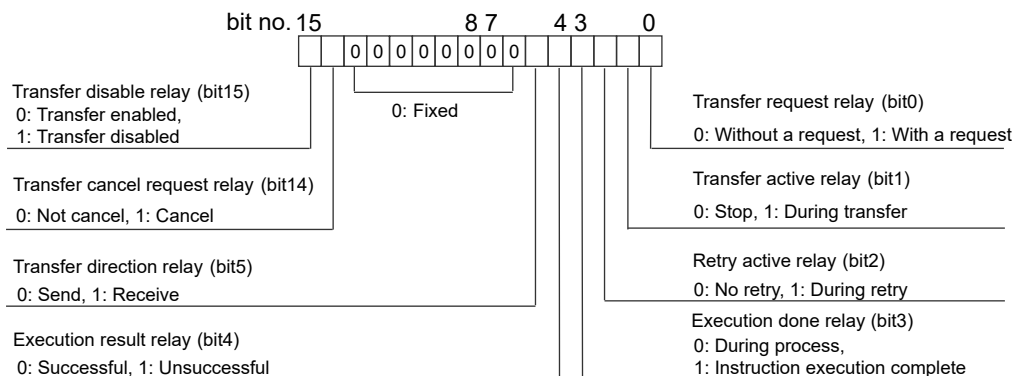 bit no. 15 8 7 4 3 0
0 0 0 0 0 0 0 0
0: Fixed
Transfer disable relay (bit15)
0: Transfer enabled,
1: Transfer disabled
Transfer cancel request relay (bit14)
0: Not cancel, 1: Cancel
Transfer direction relay (bit5)
0: Send, 1: Receive
Execution result relay (bit4)
0: Successful, 1: Unsuccessful
Transfer request relay (bit0)
0: Without a request, 1: With a request
Transfer active relay (bit1)
0: Stop, 1: During transfer
Retry active relay (bit2)
0: No retry, 1: During retry
Execution done relay (bit3)
0: During process,
1: Instruction execution complete